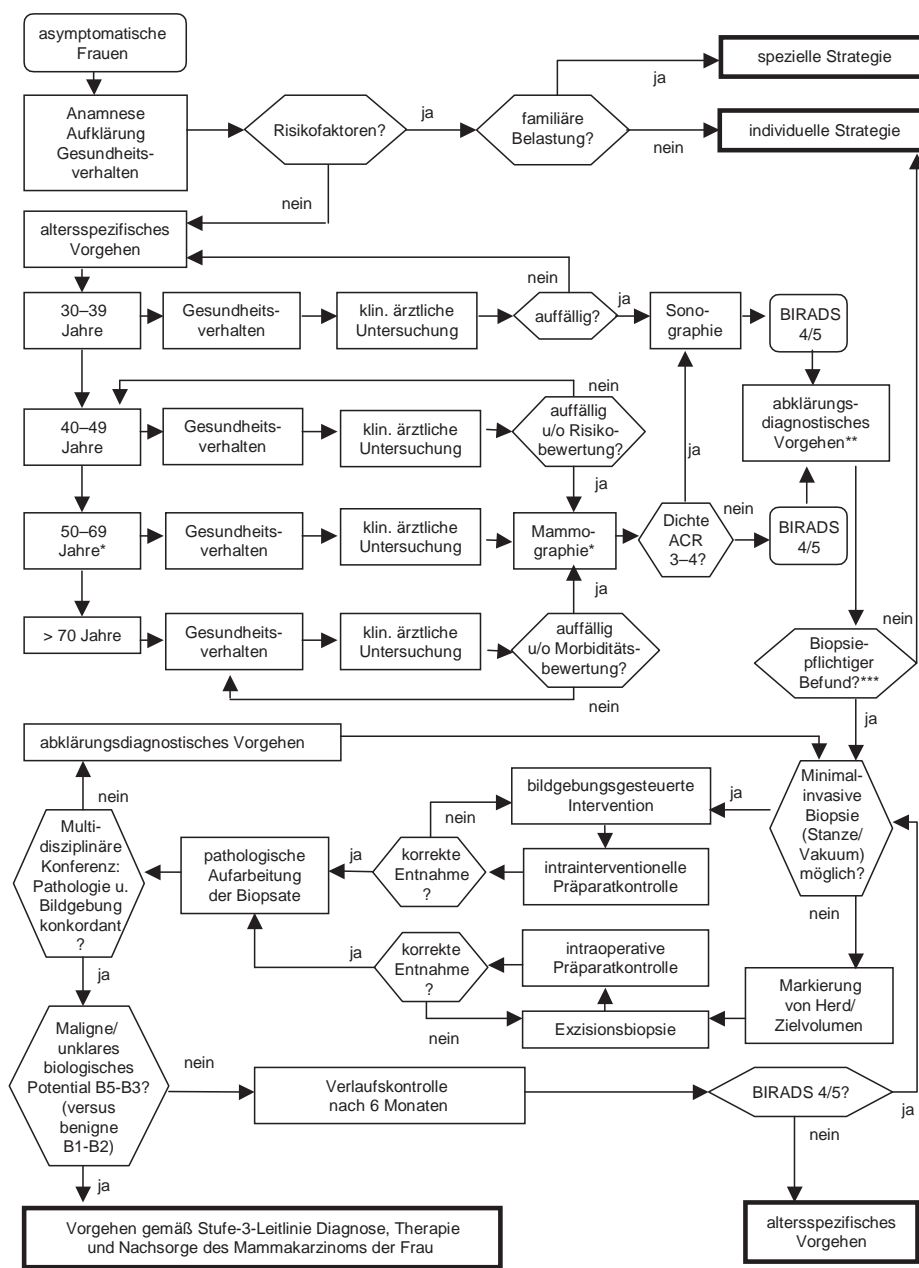 asymptomatische
Frauen
Anamnese
Aufklärung
Gesundheits-
verhalten
Risikofaktoren?
ja
familiäre
Belastung?
ja
spezielle Strategie
nein
individuelle Strategie
nein
altersspezifisches
Vorgehen
30–39
Jahre
Gesundheits-
verhalten
klin. ärztliche
Untersuchung
nein
auffällig?
ja
Sono-
graphie
BIRADS
4/5
abklärungs-
diagnostisches
Vorgehen**
40–49
Jahre
Gesundheits-
verhalten
klin. ärztliche
Untersuchung
nein
auffällig
u/o Risiko-
bewertung?
ja
ja
50–69
Jahre*
Gesundheits-
verhalten
klin. ärztliche
Untersuchung
Mammo-
graphie*
Dichte
ACR
3–4?
nein
BIRADS
4/5
> 70 Jahre
Gesundheits-
verhalten
klin. ärztliche
Untersuchung
ja
auffällig
u/o Morbiditäts-
bewertung?
nein
nein
Biopsie-
pflichtiger
Befund?***
ja
abklärungsdiagnostisches Vorgehen
nein
Multi-
disziplinäre
Konferenz:
Pathologie u.
Bildgebung
konkordant
?
ja
pathologische
Aufarbeitung
der Biopsate
ja
korrekte
Entnahme
?
nein
bildgebungsgesteuerte
Intervention
ja
intrainterventionelle
Präparatkontrolle
Minimal-
invasive
Biopsie
(Stanze/
Vakuum)
möglich?
nein
ja
korrekte
Entnahme
?
nein
intraoperative
Präparatkontrolle
Exzisionsbiopsie
Markierung
von Herd/
Zielvolumen
Maligne/
unklares
biologisches
Potential B5-B3?
(versus
benigne
B1-B2)
nein
Verlaufskontrolle
nach 6 Monaten
BIRADS 4/5?
ja
nein
ja
Vorgehen gemäß Stufe-3-Leitlinie Diagnose, Therapie
und Nachsorge des Mammakarzinoms der Frau
altersspezifisches
Vorgehen